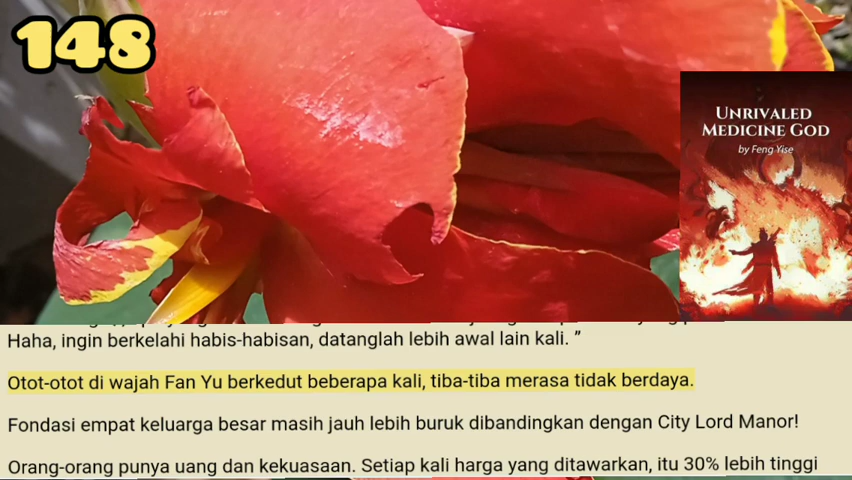 148
UNRIVALED
MEDICINE GOD
by Feng Yise
Haha, ingin berkelahi habis-habisan, datanglah lebih awal lain kali. ”
Otot-otot di wajah Fan Yu berkedut beberapa kali, tiba-tiba merasa tidak berdaya.
Fondasi empat keluarga besar masih jauh lebih buruk dibandingkan dengan City Lord Manor!
Orang-orang punya uang dan kekuasaan. Setiap kali harga yang ditawarkan, itu 30% lebih tinggi